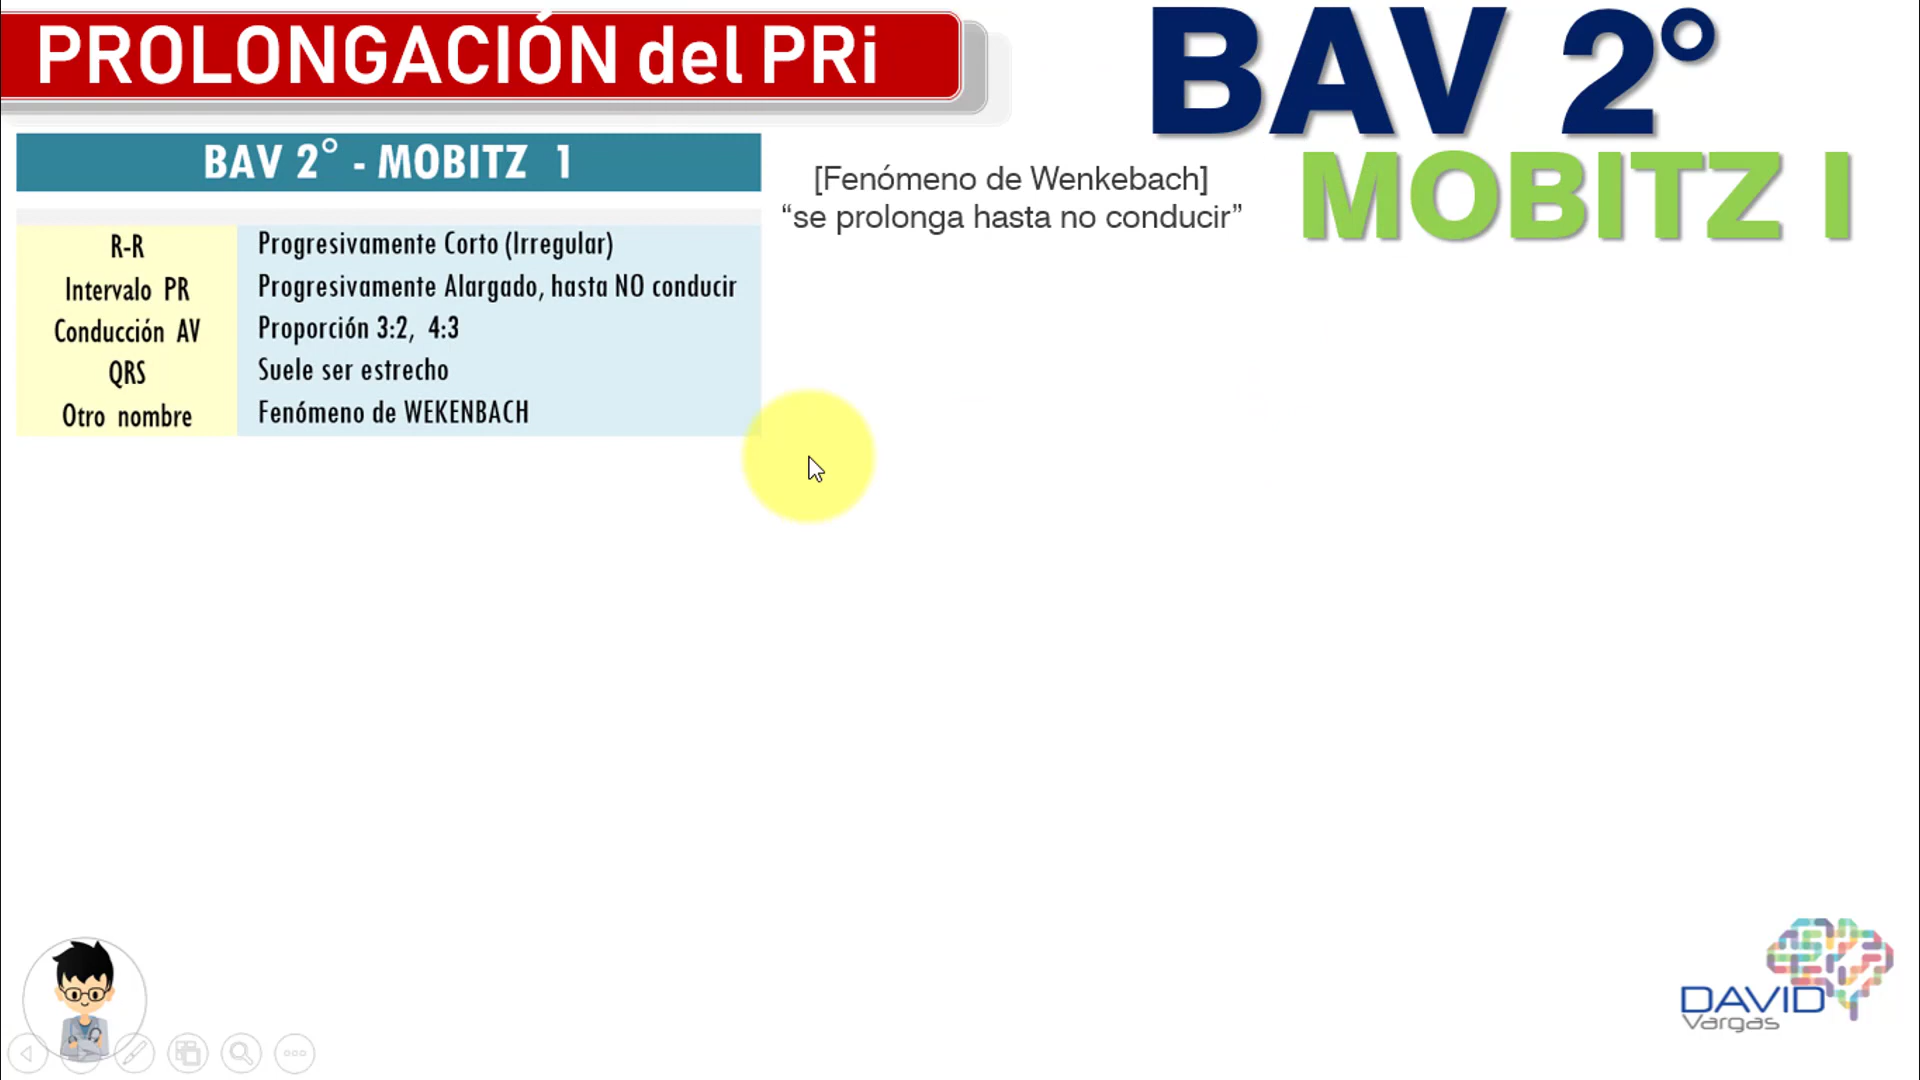 PROLONGACIÓN del PRi
BAV 2°
MOBITZ I
BAV 2° - MOBITZ 1
[Fenómeno de Wenkebach]
“se prolonga hasta no conducir”
R-R Progresivamente Corto (Irregular)
Intervalo PR Progresivamente Alargado, hasta NO conducir
Conducción AV Proporción 3:2, 4:3
QRS Suele ser estrecho
Otro nombre Fenómeno de WEKENBACH
DAVID
Vargas